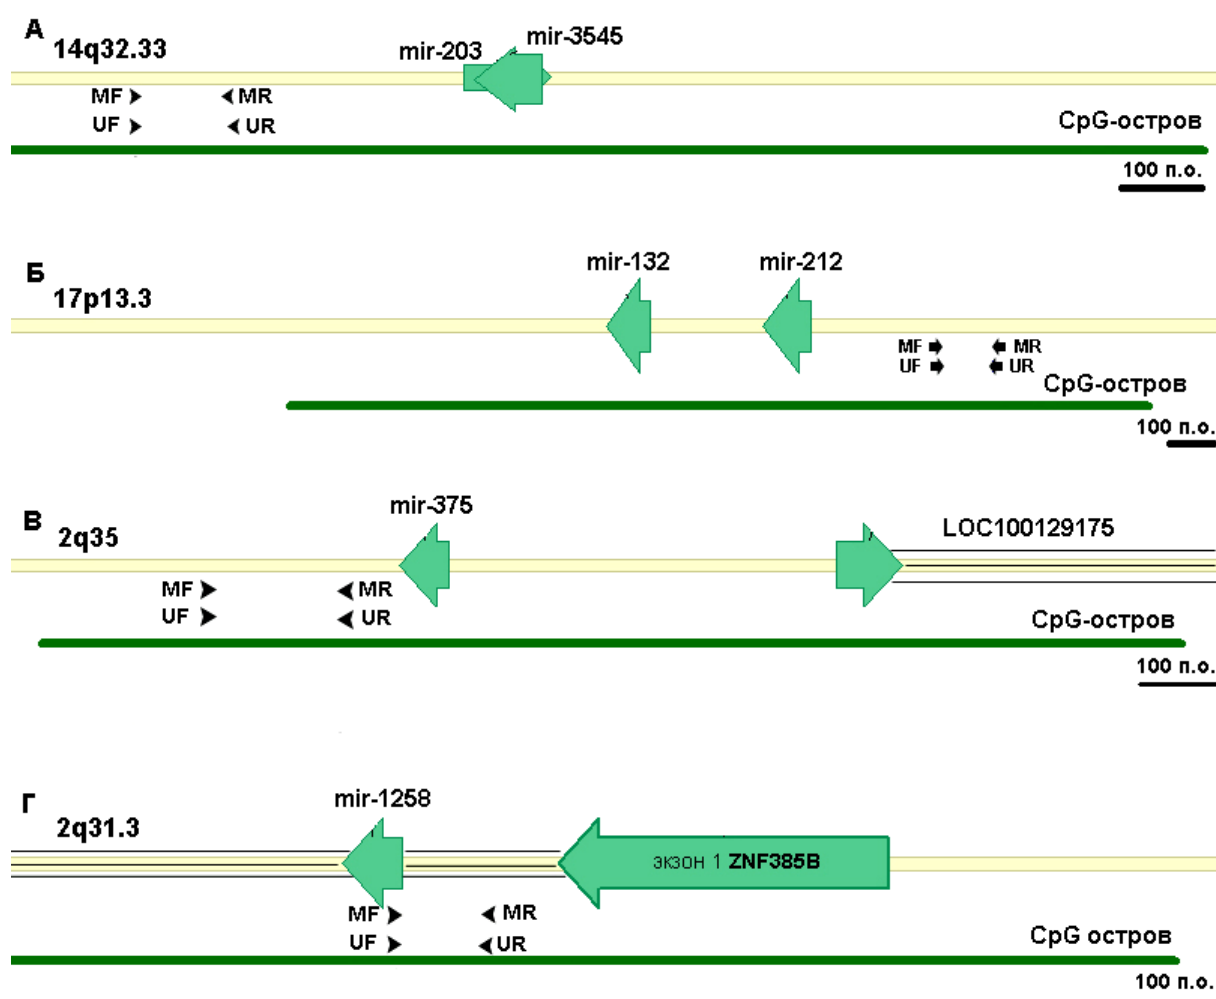 А
14q32.33
mir-203
mir-3545
MF MR
UF UR
CpG-остров
100 п.о.
Б
17p13.3
mir-132
mir-212
MF MR
UF UR
CpG-остров
100 п.о.
В
2q35
mir-375
LOC100129175
MF MR
UF UR
CpG-остров
100 п.о.
Г
2q31.3
mir-1258
экзон 1 ZNF385B
MF MR
UF UR
CpG остров
100 п.о.